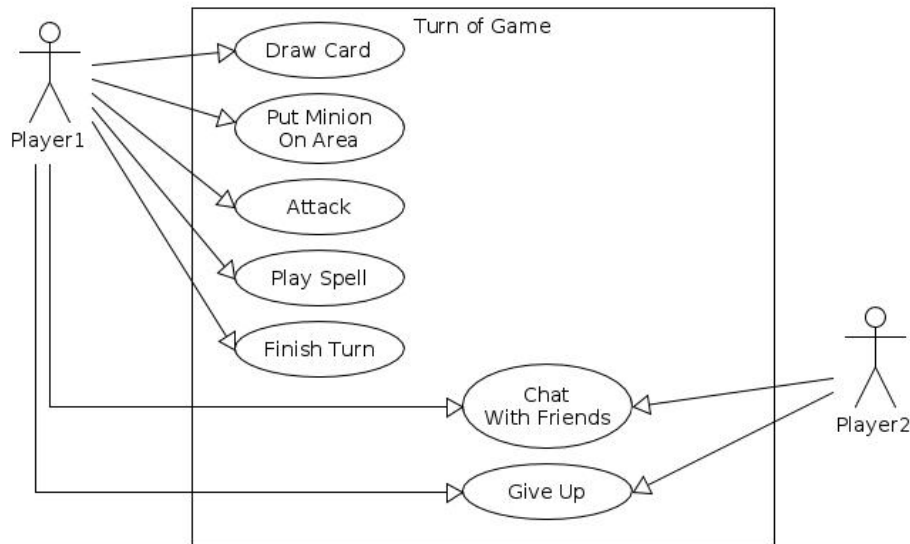 Turn of Game
Draw Card
Player1
Put Minion
On Area
Attack
Play Spell
Finish Turn
Chat
With Friends
Player2
Give Up